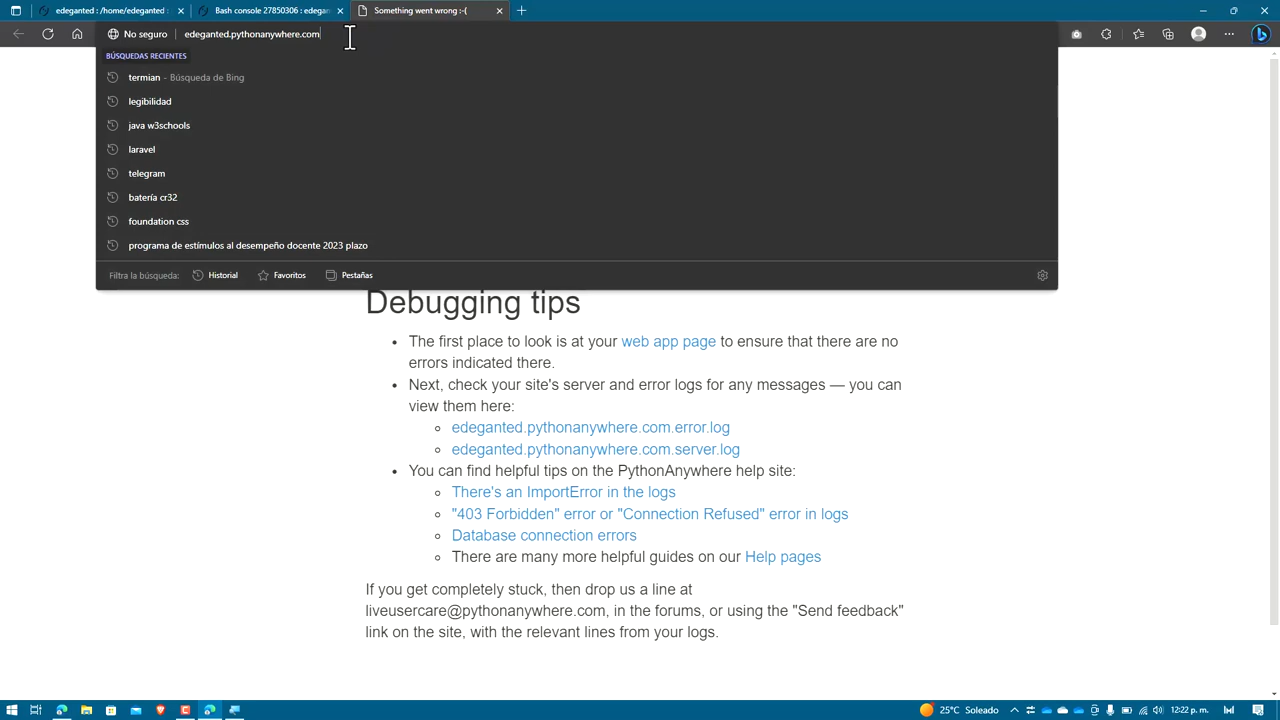 edeganted : /home/edeganted :
Bash console 27850306 : edegan
Something went wrong :-(
No seguro
edeganted.pythonanywhere.com
BÚSQUEDAS RECIENTES
termian - Búsqueda de Bing
legibilidad
java w3schools
laravel
telegram
batería cr32
foundation css
programa de estímulos al desempeño docente 2023 plazo
Filtra la búsqueda: Historial Favoritos Pestañas
Debugging tips
• The first place to look is at your web app page to ensure that there are no
errors indicated there.
• Next, check your site's server and error logs for any messages — you can
view them here:
◦ edeganted.pythonanywhere.com.error.log
◦ edeganted.pythonanywhere.com.server.log
• You can find helpful tips on the PythonAnywhere help site:
◦ There's an ImportError in the logs
◦ "403 Forbidden" error or "Connection Refused" error in logs
◦ Database connection errors
◦ There are many more helpful guides on our Help pages
If you get completely stuck, then drop us a line at
liveusercare@pythonanywhere.com, in the forums, or using the "Send feedback"
link on the site, with the relevant lines from your logs.
25°C Soleado
12:22 p. m.